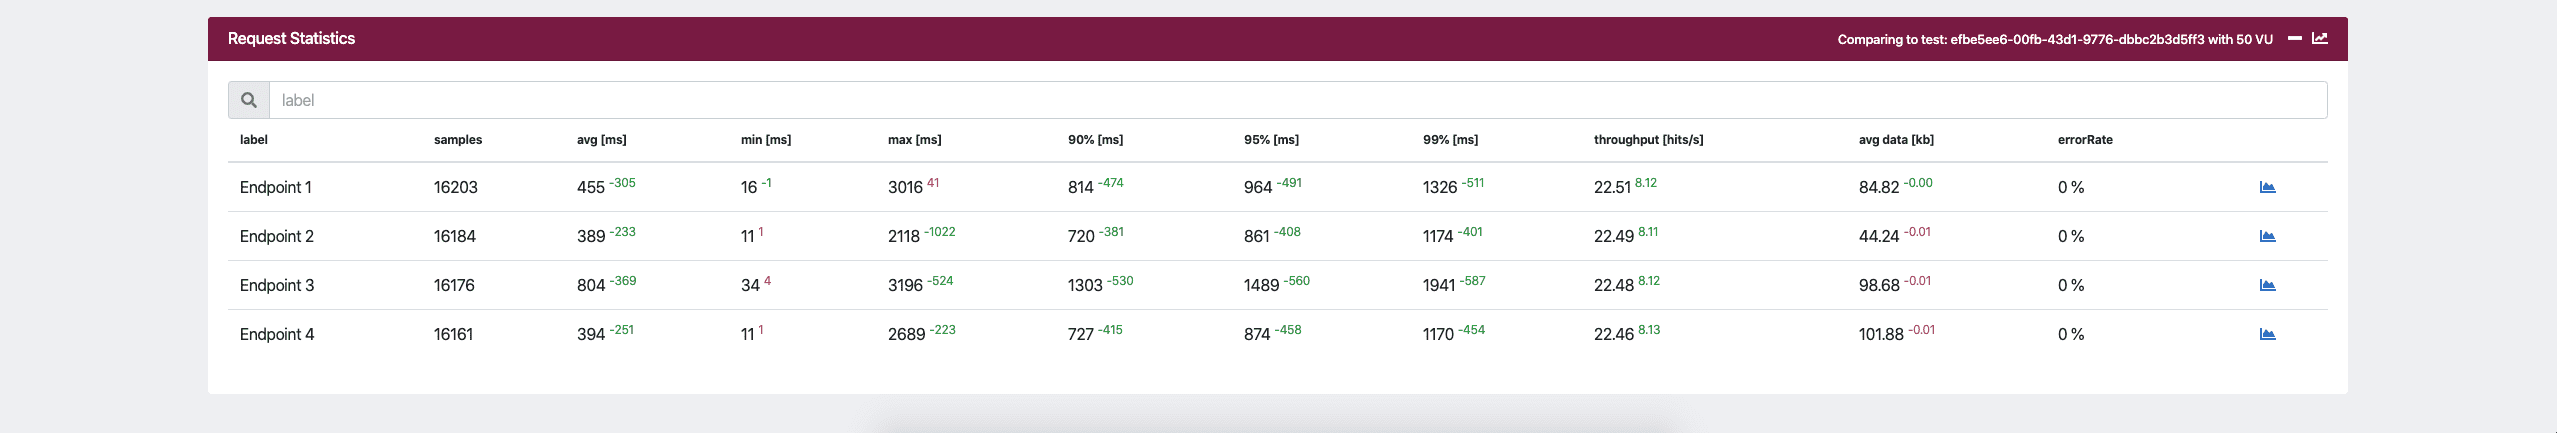 Request Statistics
Comparing to test: efbe5ee6-00fb-43d1-9776-dbbc2b3d5ff3 with 50 VU
label
label samples avg [ms] min [ms] max [ms] 90% [ms] 95% [ms] 99% [ms] throughput [hits/s] avg data [kb] errorRate
Endpoint 1 16203 455 -305 16 -1 3016 41 814 -474 964 -491 1326 -511 22.51 8.12 84.82 -0.00 0 %
Endpoint 2 16184 389 -233 11 1 2118 -1022 720 -381 861 -408 1174 -401 22.49 8.11 44.24 -0.01 0 %
Endpoint 3 16176 804 -369 34 4 3196 -524 1303 -530 1489 -560 1941 -587 22.48 8.12 98.68 -0.01 0 %
Endpoint 4 16161 394 -251 11 1 2689 -223 727 -415 874 -458 1170 -454 22.46 8.13 101.88 -0.01 0 %